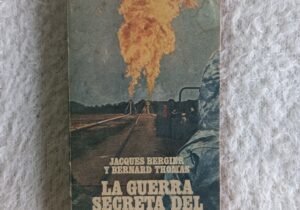 JACQUES BERGIER
Y BERNARD THOMAS
LA GUERRA
SECRETA DEL